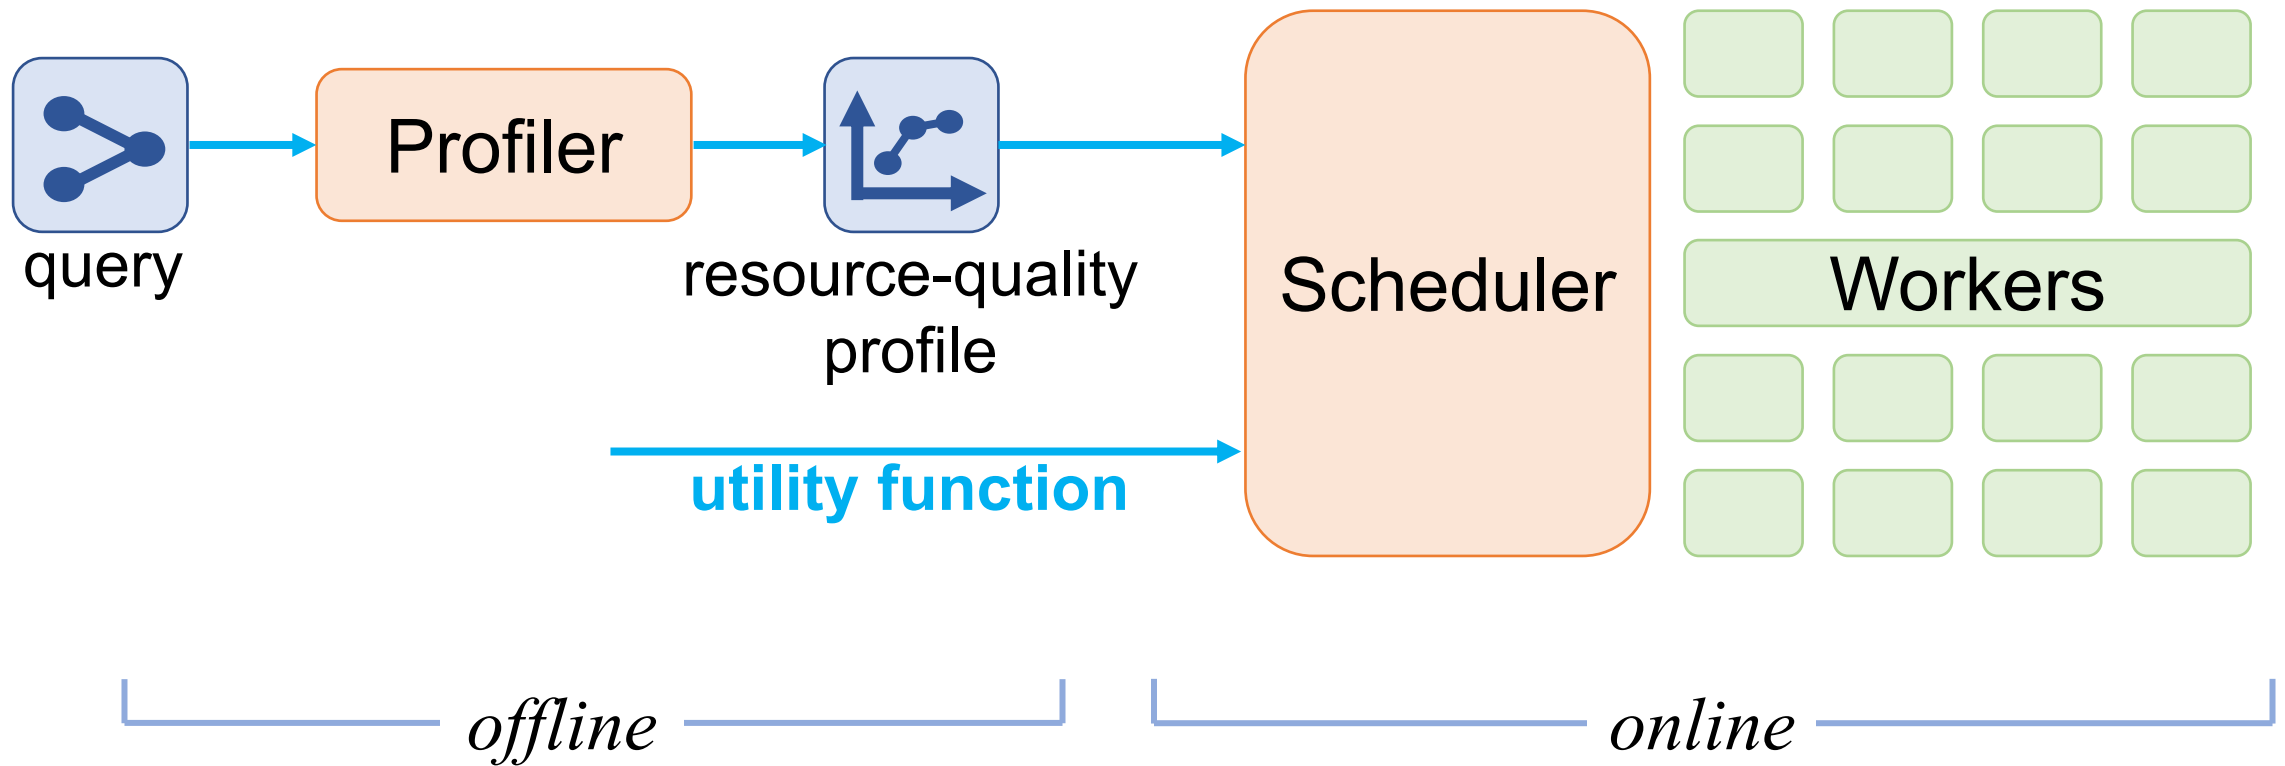 query
Profiler
resource-quality
profile
utility function
Scheduler
Workers
offline
online